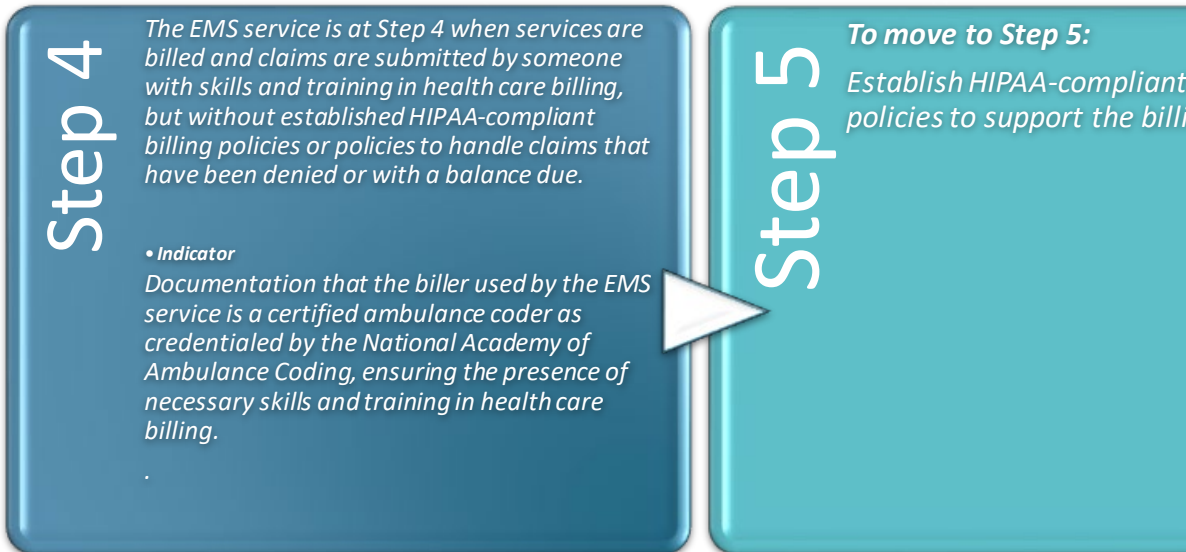 Step 4
The EMS service is at Step 4 when services are
billed and claims are submitted by someone
with skills and training in health care billing,
but without established HIPAA-compliant
billing policies or policies to handle claims that
have been denied or with a balance due.
• Indicator
Documentation that the biller used by the EMS
service is a certified ambulance coder as
credentialed by the National Academy of
Ambulance Coding, ensuring the presence of
necessary skills and training in health care
billing.
.
Step 5
To move to Step 5:
Establish HIPAA-compliant
policies to support the